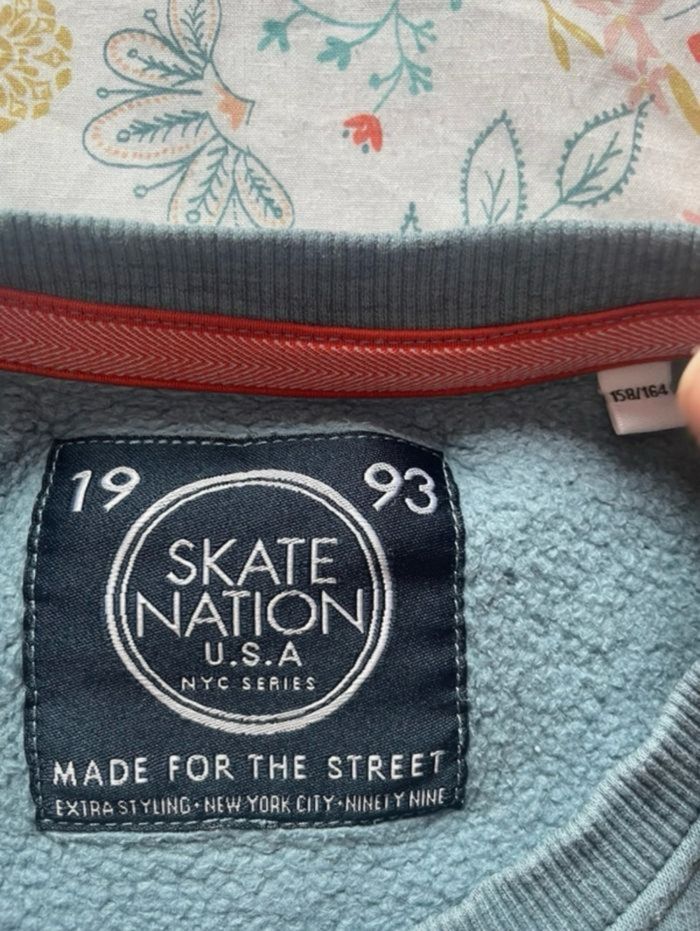 158/164
19 93
SKATE
NATION
U.S.A
NYC SERIES
MADE FOR THE STREET
EXTRA STYLING • NEW YORK CITY • NINETY NINE